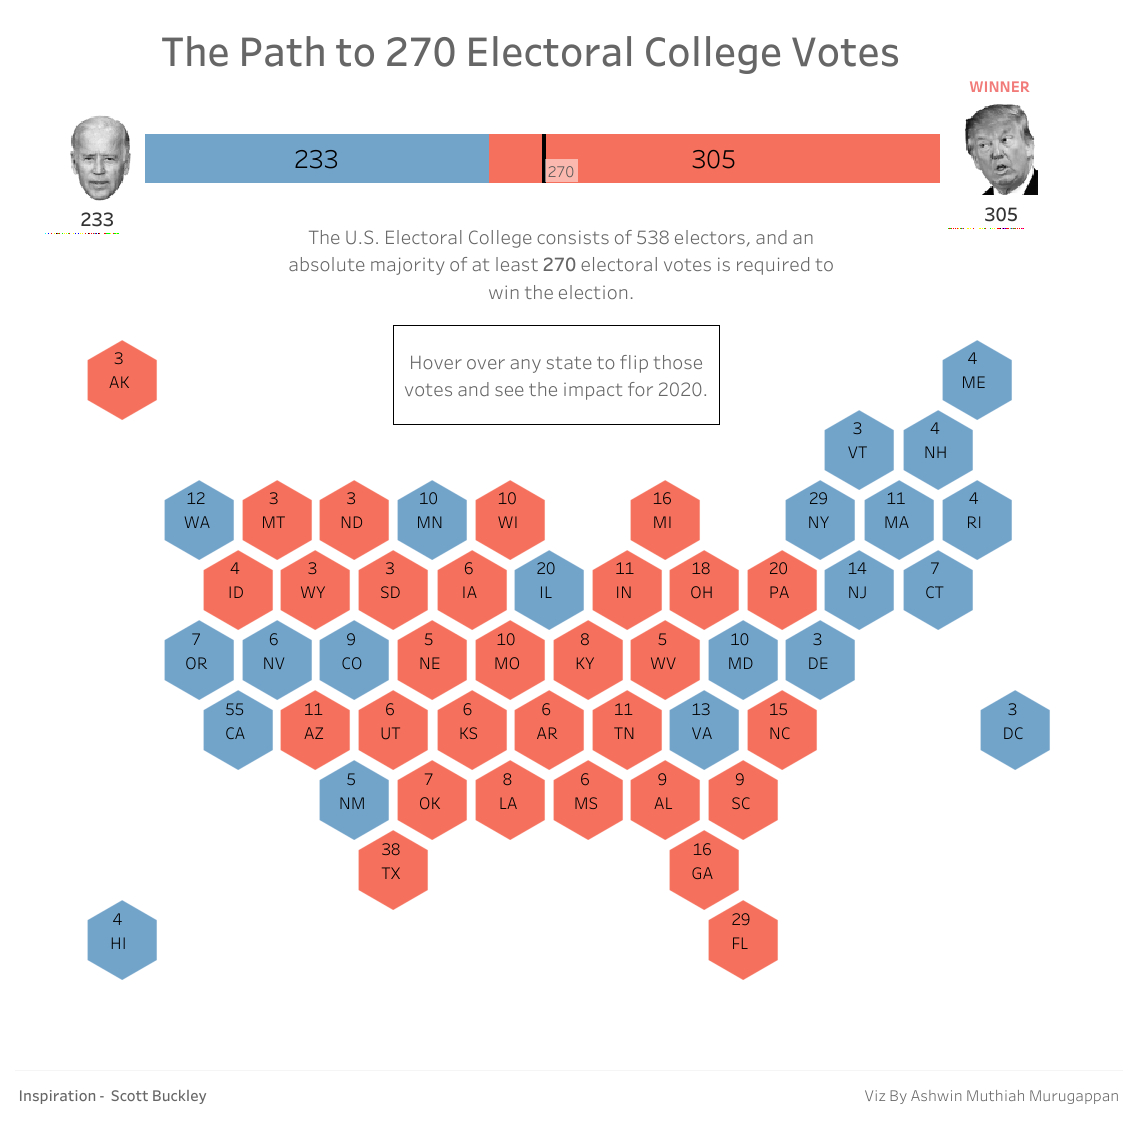 The Path to 270 Electoral College Votes
WINNER
233
305
270
233
305
The U.S. Electoral College consists of 538 electors, and an
absolute majority of at least 270 electoral votes is required to
win the election.
Hover over any state to flip those
votes and see the impact for 2020.
3
AK
4
ME
3
VT
4
NH
12
WA
3
MT
3
ND
10
MN
10
WI
16
MI
29
NY
11
MA
4
RI
4
ID
3
WY
3
SD
6
IA
20
IL
11
IN
18
OH
20
PA
14
NJ
7
CT
7
OR
6
NV
9
CO
5
NE
10
MO
8
KY
5
WV
10
MD
3
DE
55
CA
11
AZ
6
UT
6
KS
6
AR
11
TN
13
VA
15
NC
3
DC
5
NM
7
OK
8
LA
6
MS
9
AL
9
SC
38
TX
16
GA
4
HI
29
FL
Inspiration - Scott Buckley
Viz By Ashwin Muthiah Murugappan